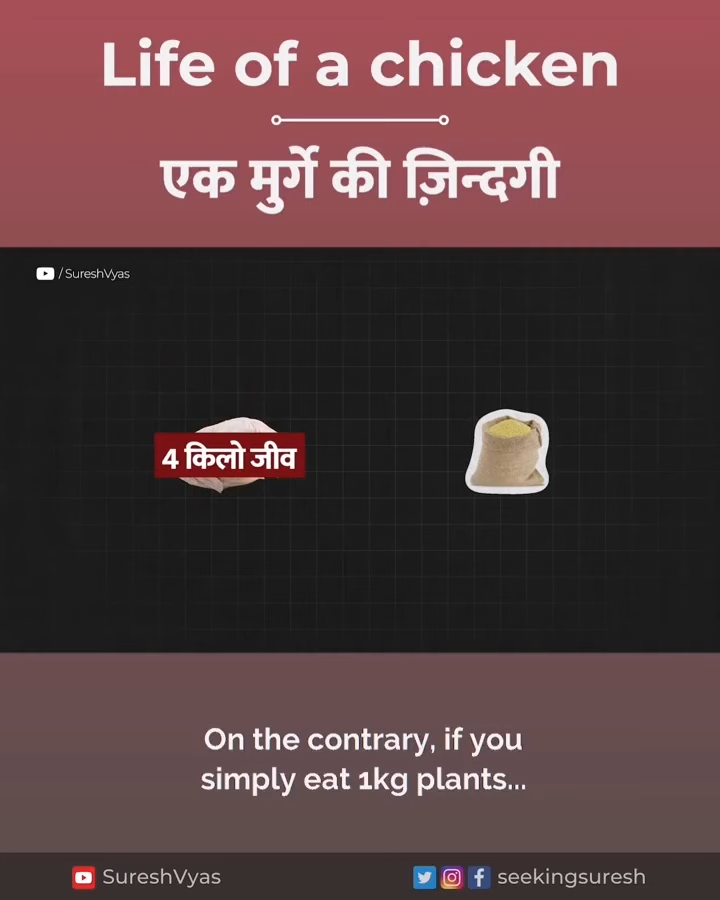 Life of a chicken
एक मुर्गे की ज़िन्दगी
/SureshVyas
4 किलो जीव
On the contrary, if you
simply eat 1kg plants...
SureshVyas
seekingsuresh